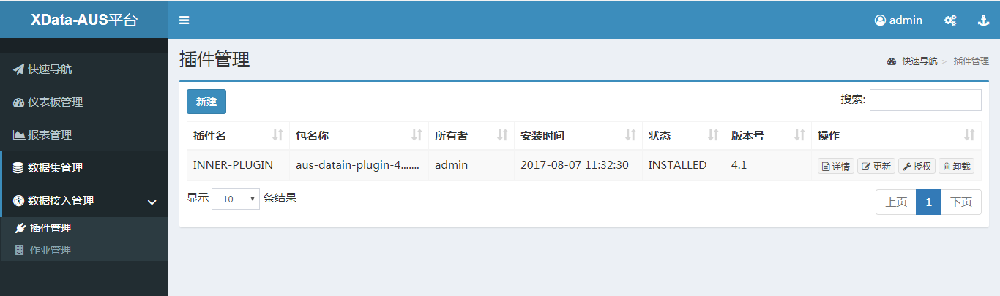 XData-AUS平台
admin
快速导航
仪表板管理
报表管理
数据集管理
数据接入管理
插件管理
作业管理
插件管理
快速导航 > 插件管理
新建
搜索:
插件名 包名称 所有者 安装时间 状态 版本号 操作
INNER-PLUGIN aus-datain-plugin-4....... admin 2017-08-07 11:32:30 INSTALLED 4.1 详情 更新 授权 卸载
显示 10 条结果
上页 1 下页